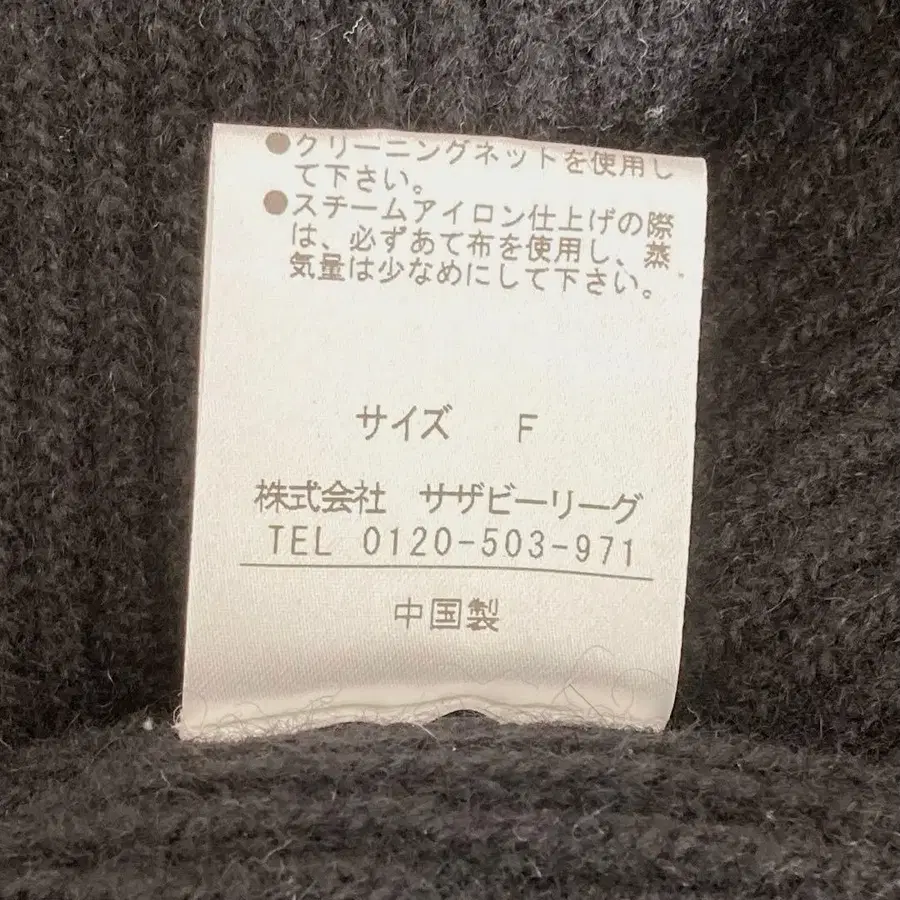 ●クリーニングネットを使用し
て下さい。
●スチームアイロン仕上げの際
は、必ずあて布を使用し、蒸
気量は少なめにして下さい。
サイズ F
株式会社 サザビーリーグ
TEL 0120-503-971
中国製